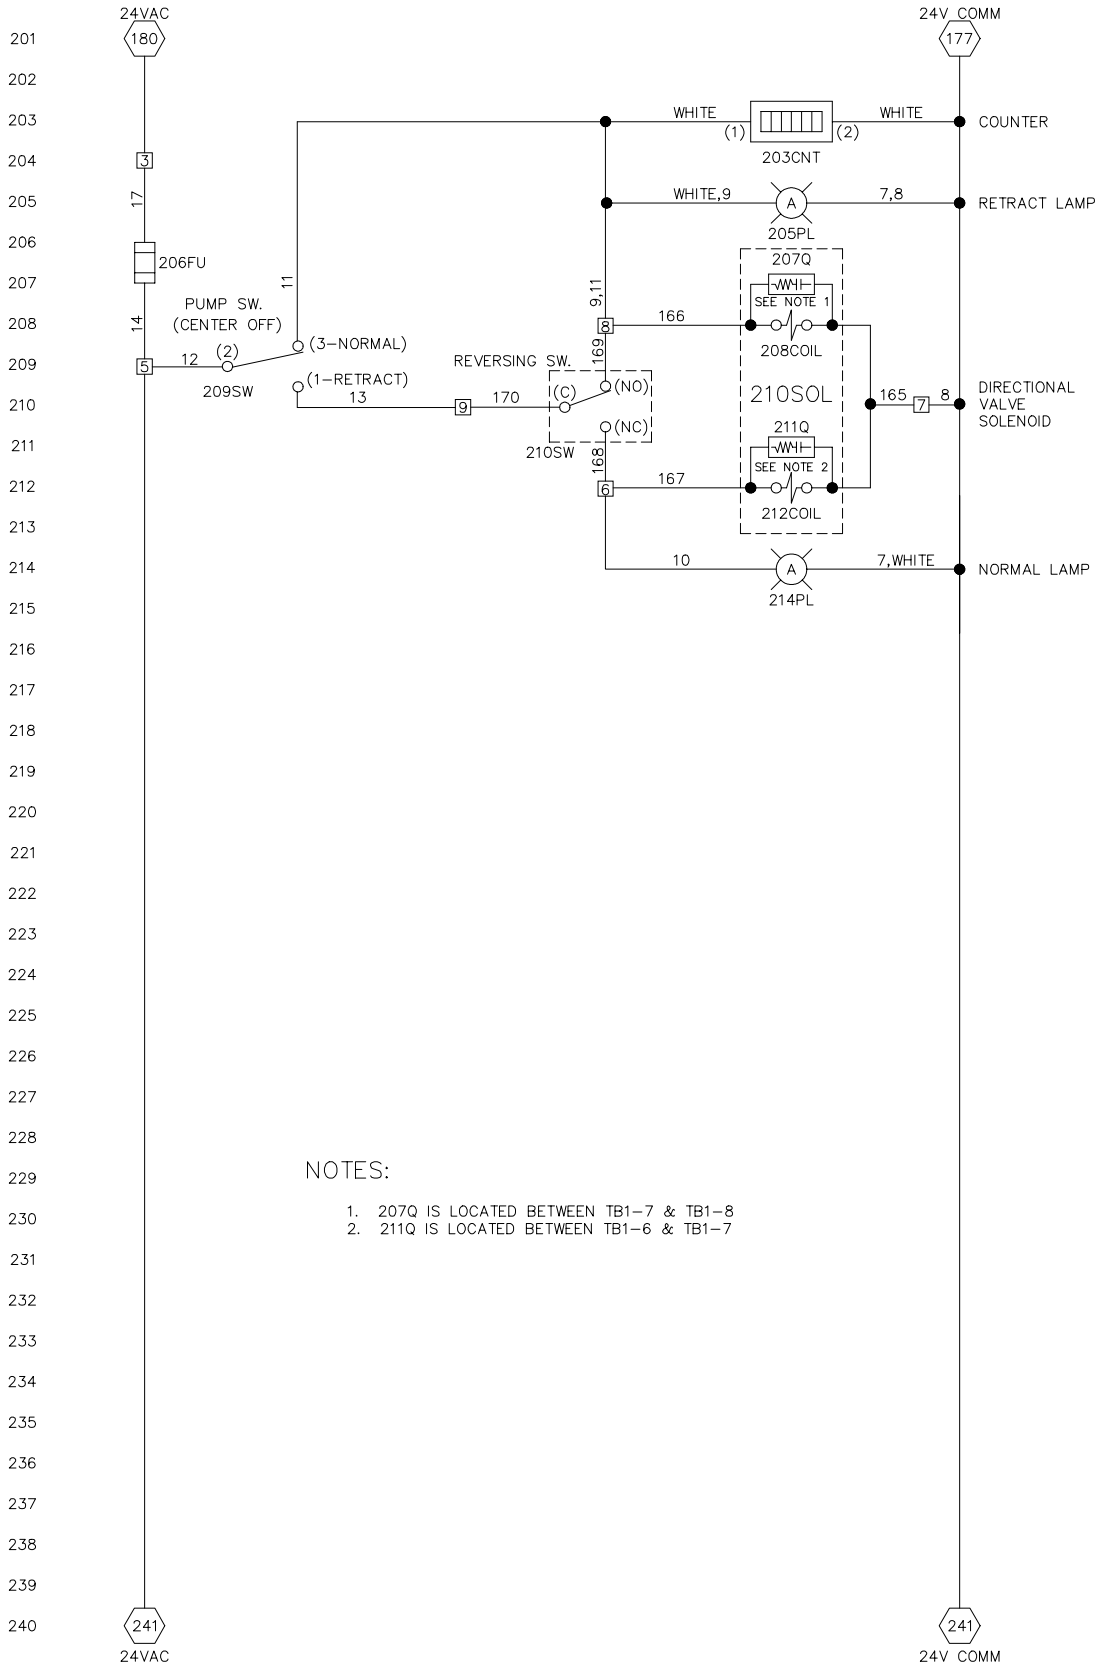 24VAC 24V COMM
201 180 177
202
203 WHITE (1) (2) WHITE COUNTER
203CNT
204 3
205 17 WHITE,9 A 7,8 RETRACT LAMP
205PL
206 206FU
207Q
207 11 9,11
SEE NOTE 1
PUMP SW.
(CENTER OFF)
208 14 8 166
(3-NORMAL) 169 208COIL
REVERSING SW.
209 5 12 (2)
209SW
(1-RETRACT) (C) (NO)
210 13 9 170 210SOL 165 7 8 DIRECTIONAL
VALVE
SOLENOID
(NC) 211Q
211 210SW 168
SEE NOTE 2
212 6 167
212COIL
213
214 10 A 7,WHITE NORMAL LAMP
214PL
215
216
217
218
219
220
221
222
223
224
225
226
227
228
229 NOTES:
230 1. 207Q IS LOCATED BETWEEN TB1-7 & TB1-8
2. 211Q IS LOCATED BETWEEN TB1-6 & TB1-7
231
232
233
234
235
236
237
238
239
240 241 241
24VAC 24V COMM